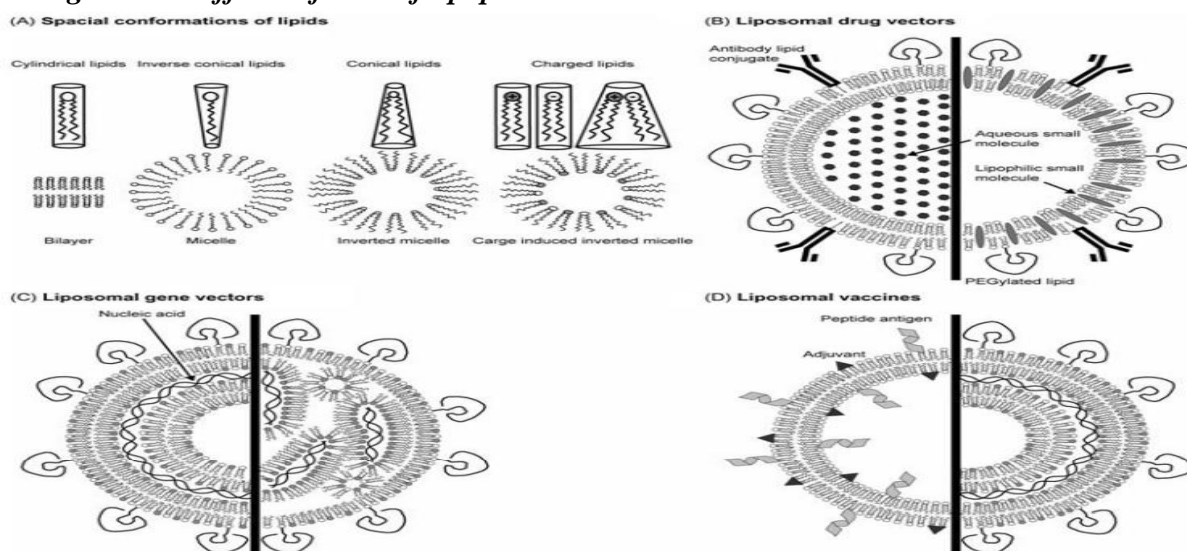 (A) Spacial conformations of lipids
Cylindrical lipids Inverse conical lipids Conical lipids Charged lipids
Bilayer Micelle Inverted micelle Carge induced inverted micelle
(B) Liposomal drug vectors
Antibody lipid
conjugate
Aqueous small
molecule
Lipophilic small
molecule
PEGylated lipid
(C) Liposomal gene vectors
Nucleic acid
(D) Liposomal vaccines
Peptide antigen
Adjuvant